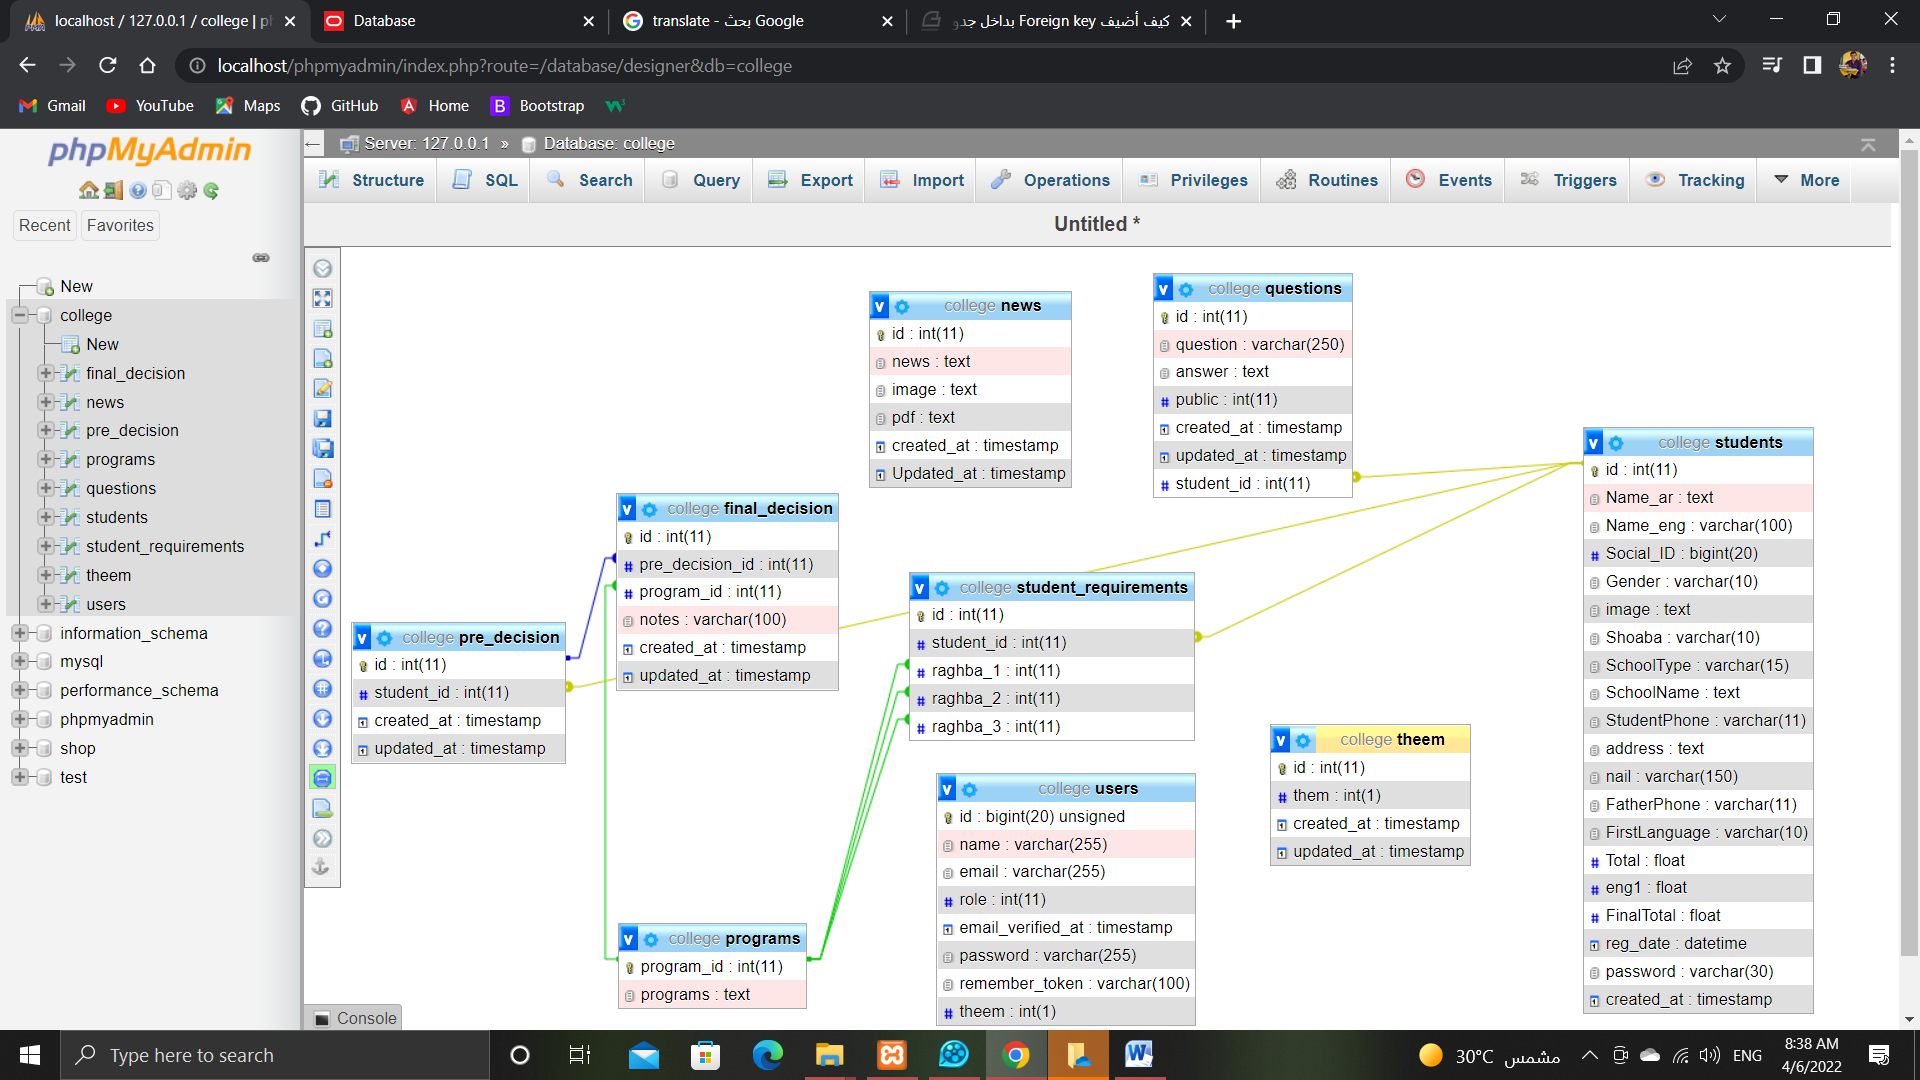 localhost / 127.0.0.1 / college | ph
Database
translate - بحث Google
كيف أضيف Foreign key بداخل جدو
localhost/phpmyadmin/index.php?route=/database/designer&db=college
Gmail
YouTube
Maps
GitHub
Home
Bootstrap
phpMyAdmin
Recent
Favorites
New
college
New
final_decision
news
pre_decision
programs
questions
students
student_requirements
theem
users
information_schema
mysql
performance_schema
phpmyadmin
shop
test
Server: 127.0.0.1 » Database: college
Structure
SQL
Search
Query
Export
Import
Operations
Privileges
Routines
Events
Triggers
Tracking
More
Untitled *
v college news
id : int(11)
news : text
image : text
pdf : text
created_at : timestamp
Updated_at : timestamp
v college questions
id : int(11)
question : varchar(250)
answer : text
public : int(11)
created_at : timestamp
updated_at : timestamp
student_id : int(11)
v college students
id : int(11)
Name_ar : text
Name_eng : varchar(100)
Social_ID : bigint(20)
Gender : varchar(10)
image : text
Shoaba : varchar(10)
SchoolType : varchar(15)
SchoolName : text
StudentPhone : varchar(11)
address : text
nail : varchar(150)
FatherPhone : varchar(11)
FirstLanguage : varchar(10)
Total : float
eng1 : float
FinalTotal : float
reg_date : datetime
password : varchar(30)
created_at : timestamp
v college final_decision
id : int(11)
pre_decision_id : int(11)
program_id : int(11)
notes : varchar(100)
created_at : timestamp
updated_at : timestamp
v college student_requirements
id : int(11)
student_id : int(11)
raghba_1 : int(11)
raghba_2 : int(11)
raghba_3 : int(11)
v college pre_decision
id : int(11)
student_id : int(11)
created_at : timestamp
updated_at : timestamp
v college theem
id : int(11)
them : int(1)
created_at : timestamp
updated_at : timestamp
v college users
id : bigint(20) unsigned
name : varchar(255)
email : varchar(255)
role : int(11)
email_verified_at : timestamp
password : varchar(255)
remember_token : varchar(100)
theem : int(1)
v college programs
program_id : int(11)
programs : text
Console
Type here to search
30°C مشمس
ENG
8:38 AM
4/6/2022